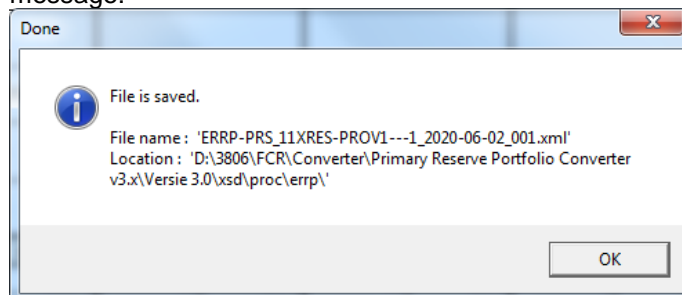 message.
Done
File is saved.
File name : 'ERRP-PRS_11XRES-PROV1---1_2020-06-02_001.xml'
Location : 'D:\3806\FCR\Converter\Primary Reserve Portfolio Converter
v3.x\Versie 3.0\xsd\proc\errp\'
OK